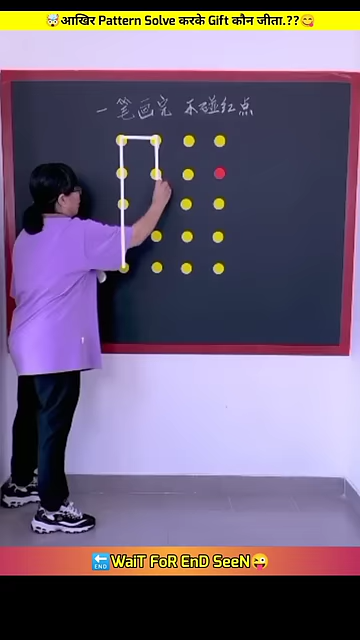 🤯आखिर Pattern Solve करके Gift कौन जीता.??😋
一笔画完 不碰红点
🔚WaiT FoR EnD SeeN😜